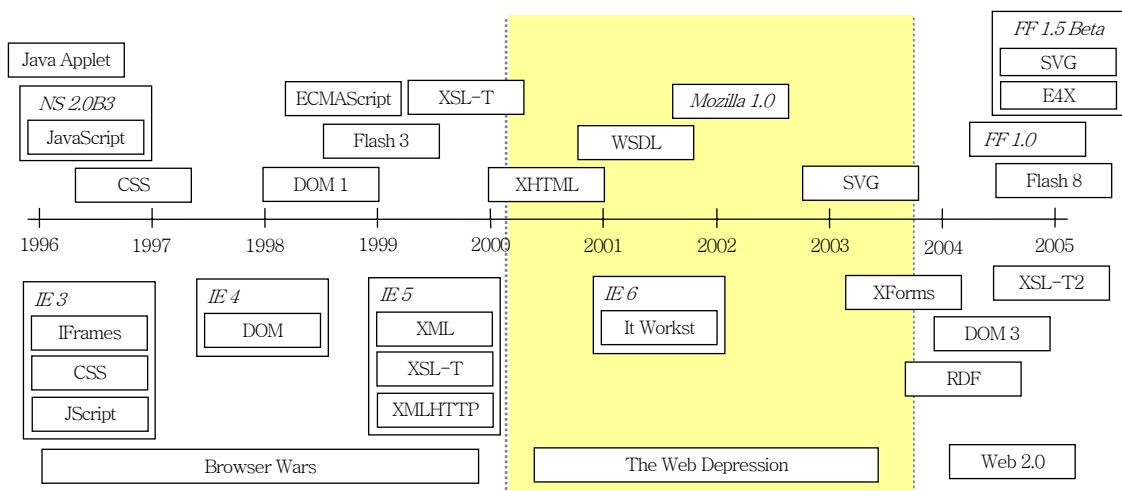 FF 1.5 Beta
Java Applet
SVG
ECMAScript
XSL-T
E4X
NS 2.0B3
Mozilla 1.0
JavaScript
Flash 3
WSDL
FF 1.0
CSS
DOM 1
XHTML
SVG
Flash 8
1996
1997
1998
1999
2000
2001
2002
2003
2004
2005
IE 3
IE 4
IE 5
IE 6
XForms
XSL-T2
IFrames
DOM
XML
It Workst
DOM 3
CSS
XSL-T
RDF
JScript
XMLHTTP
Browser Wars
The Web Depression
Web 2.0